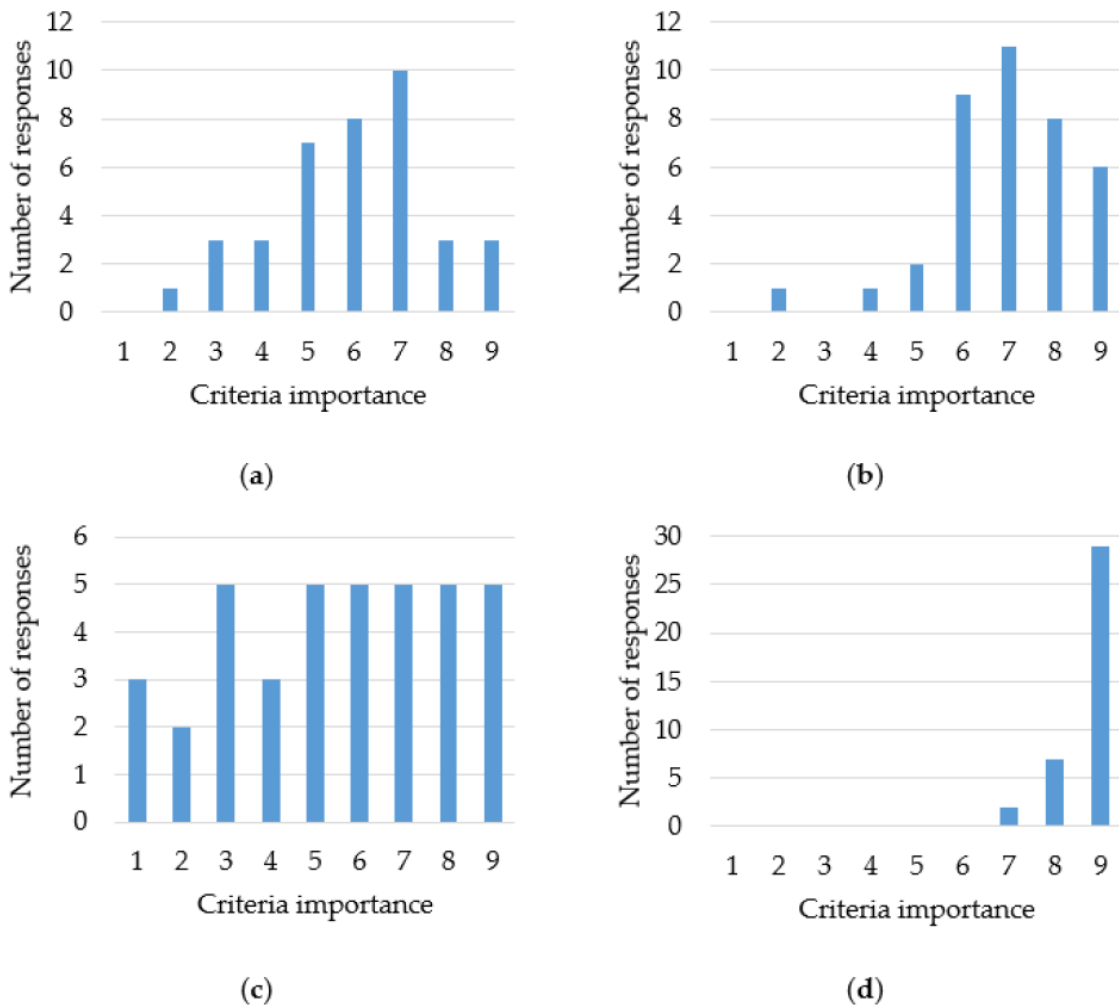 Number of responses
12
10
8
6
4
2
0
1 2 3 4 5 6 7 8 9
Criteria importance
(a)
Number of responses
12
10
8
6
4
2
0
1 2 3 4 5 6 7 8 9
Criteria importance
(b)
Number of responses
6
5
4
3
2
1
0
1 2 3 4 5 6 7 8 9
Criteria importance
(c)
Number of responses
30
25
20
15
10
5
0
1 2 3 4 5 6 7 8 9
Criteria importance
(d)